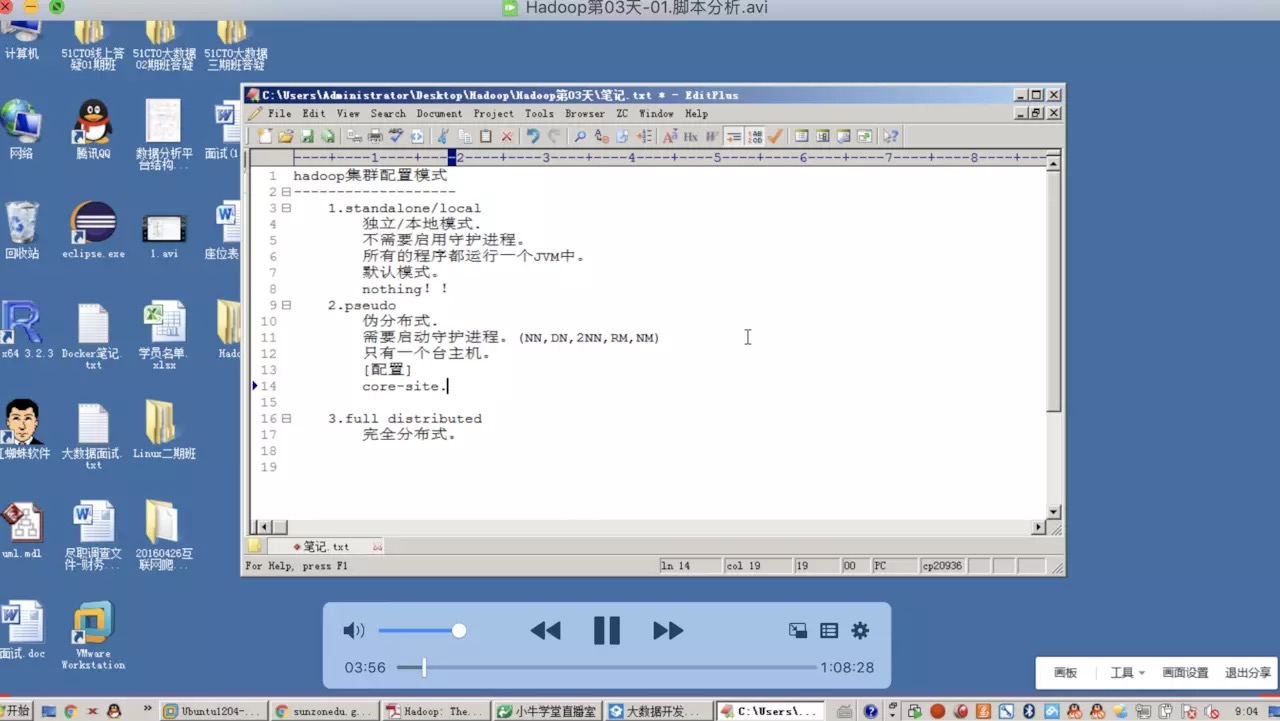 Hadoop第03天-01.脚本分析.avi
计算机
51CTO线上答
疑01期班
51CTO大数据
02期班答疑
51CTO大数据
三期班答疑
C:\Users\Administrator\Desktop\Hadoop\Hadoop第03天\笔记.txt * - EditPlus
File Edit View Search Document Project Tools Browser ZC Window Help
----+----1----+----2----+----3----+----4----+----5----+----6----+----7----+----8----+---
1 hadoop集群配置模式
2 -------------------
3 1.standalone/local
4 独立/本地模式.
5 不需要启用守护进程。
6 所有的程序都运行一个JVM中。
7 默认模式。
8 nothing！！
9 2.pseudo
10 伪分布式.
11 需要启动守护进程。(NN,DN,2NN,RM,NM)
12 只有一个台主机。
13 [配置]
14 core-site.
15
16 3.full distributed
17 完全分布式。
18
19
笔记.txt
For Help, press F1
ln 14 col 19 19 00 PC cp20936
网络
腾讯QQ
数据分析平
台结构...
面试(1
回收站
eclipse.exe
1.avi
座位表
x64 3.2.3
Docker笔记.
txt
学员名单.
xlsx
Hado
蜘蛛软件
大数据面试.
txt
Linux二期班
uml.mdl
尽职调查文
件-财务...
20160426互
联网爬...
面试.doc
VMware
Workstation
03:56
1:08:28
画板 工具 画面设置 退出分享
开始
»
Ubuntu1204-...
sunzonedu.g...
Hadoop: The...
小牛学堂直播室
大数据开发...
C:\Users\...
9:04